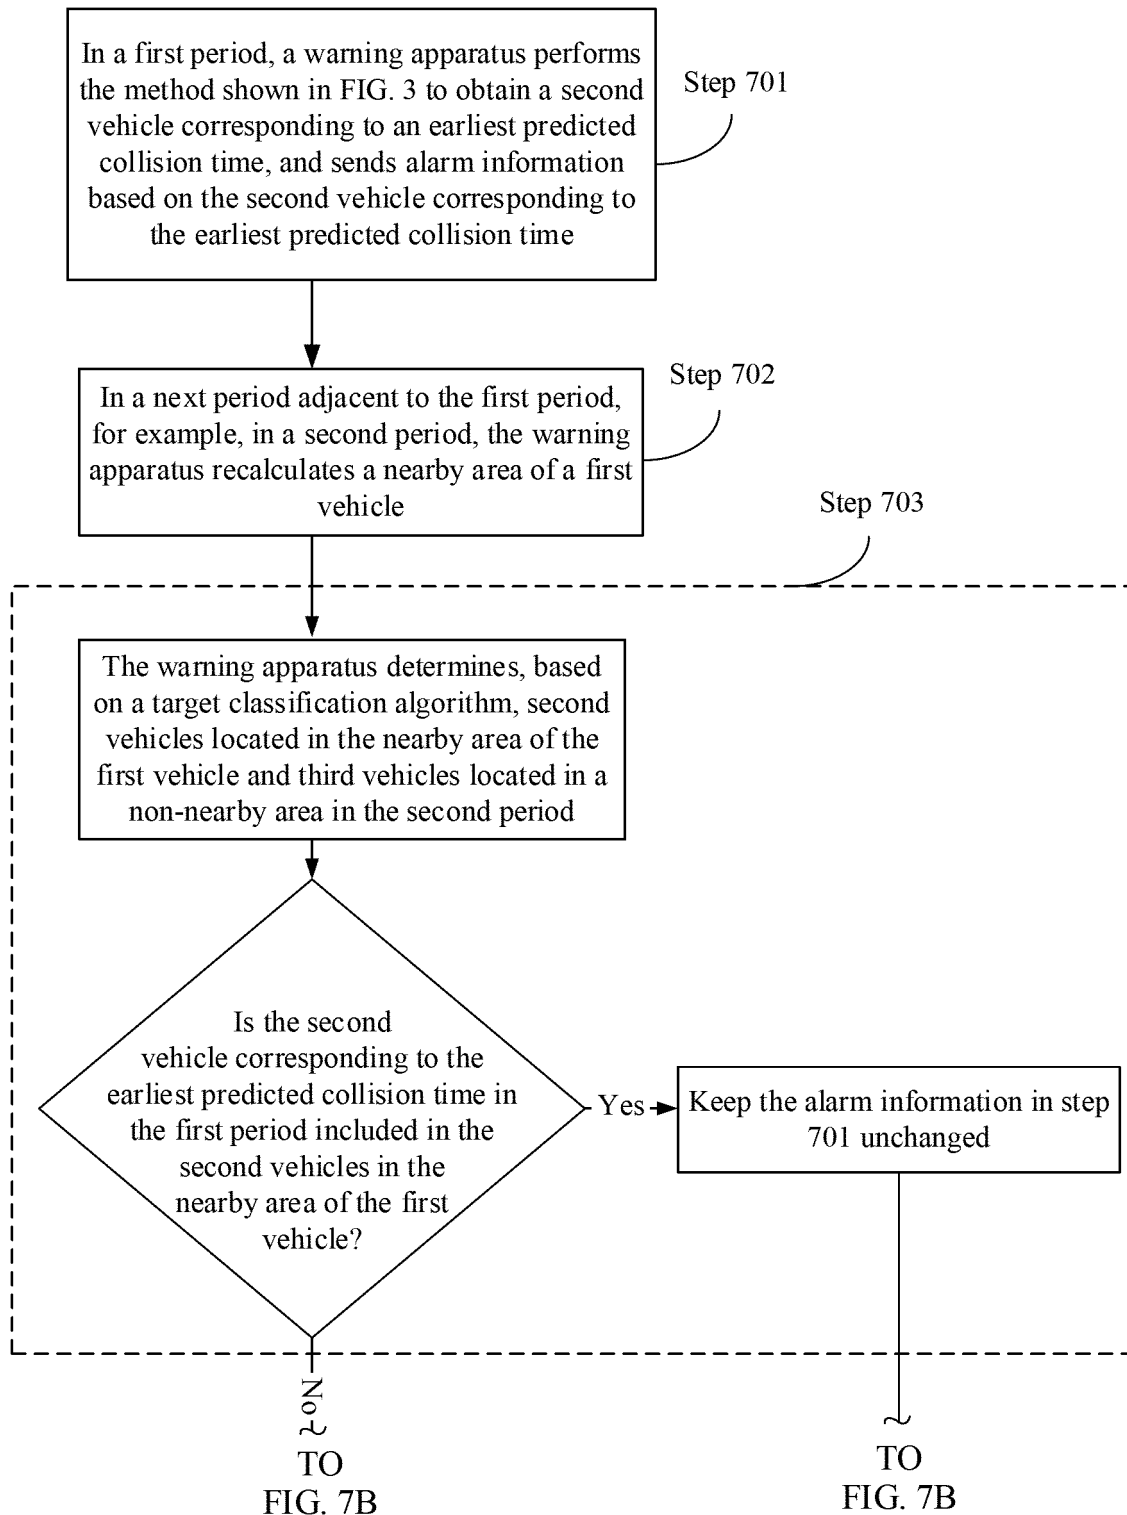 In a first period, a warning apparatus performs
the method shown in FIG. 3 to obtain a second
vehicle corresponding to an earliest predicted
collision time, and sends alarm information
based on the second vehicle corresponding to
the earliest predicted collision time
Step 701
In a next period adjacent to the first period,
for example, in a second period, the warning
apparatus recalculates a nearby area of a first
vehicle
Step 702
Step 703
The warning apparatus determines, based
on a target classification algorithm, second
vehicles located in the nearby area of the
first vehicle and third vehicles located in a
non-nearby area in the second period
Is the second
vehicle corresponding to the
earliest predicted collision time in
the first period included in the
second vehicles in the
nearby area of the first
vehicle?
Yes
Keep the alarm information in step
701 unchanged
No
TO
FIG. 7B
TO
FIG. 7B